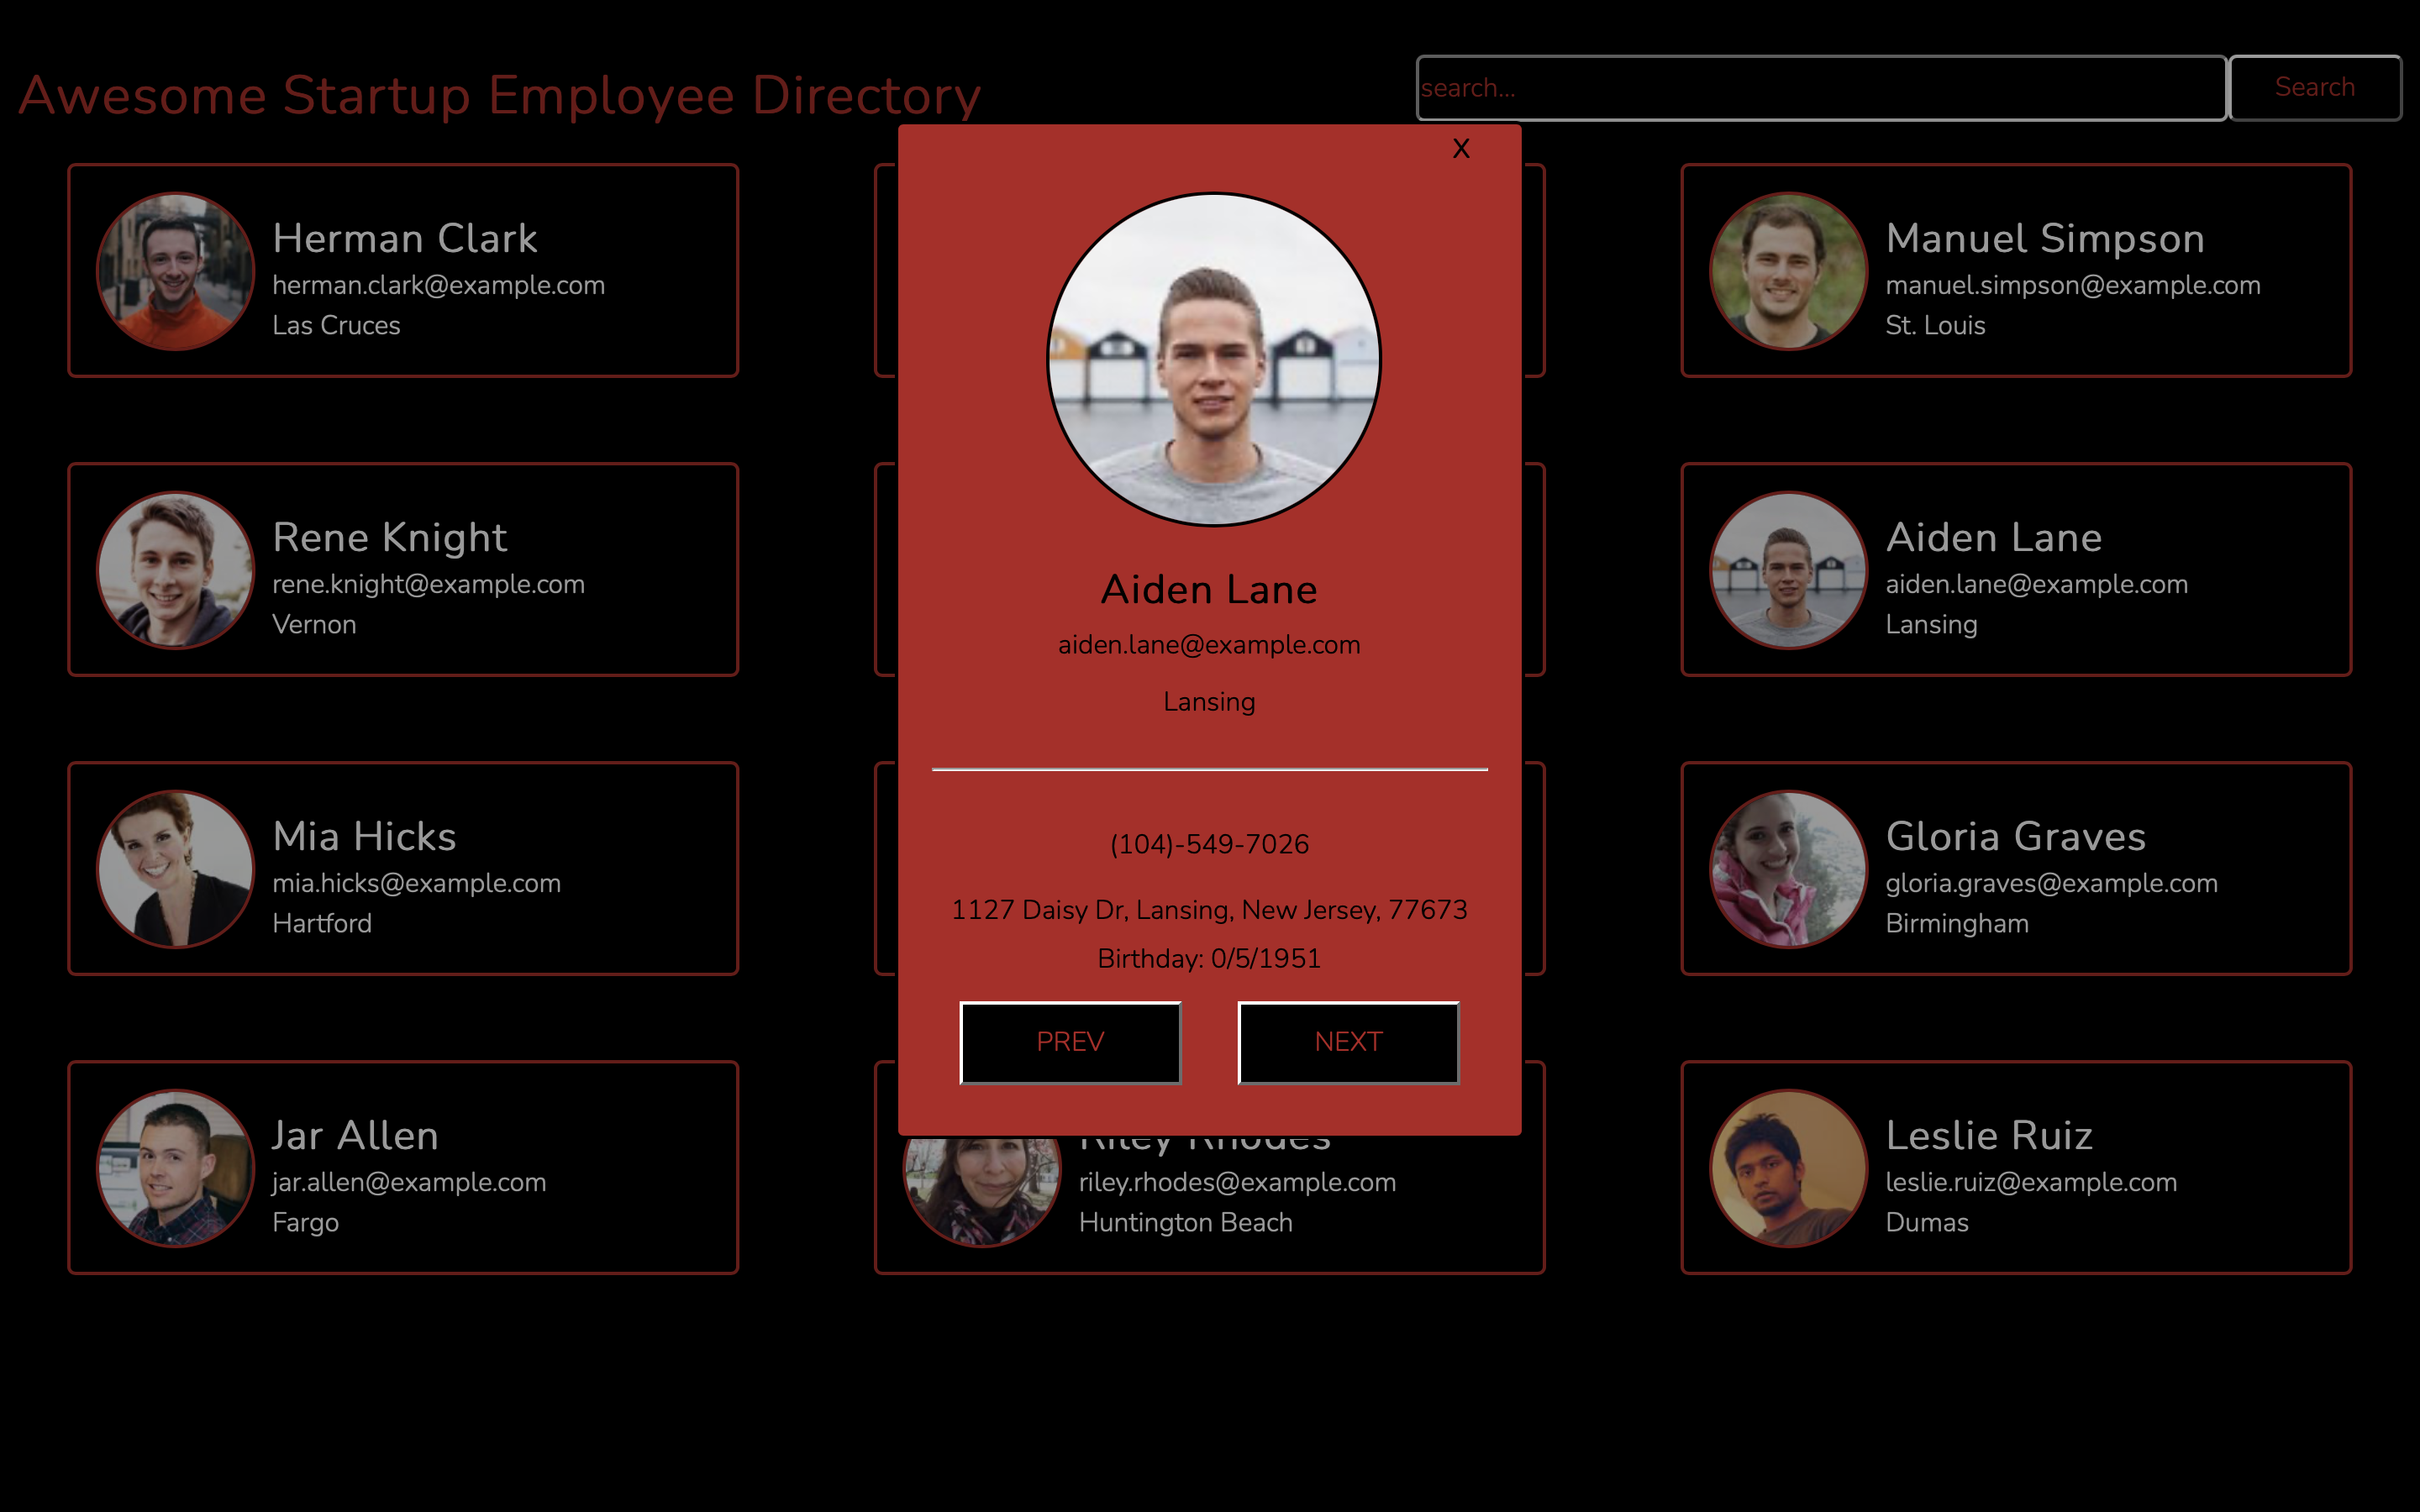 Awesome Startup Employee Directory
search...
Search
X
Herman Clark
herman.clark@example.com
Las Cruces
Manuel Simpson
manuel.simpson@example.com
St. Louis
Rene Knight
rene.knight@example.com
Vernon
Aiden Lane
aiden.lane@example.com
Lansing
Aiden Lane
aiden.lane@example.com
Lansing
(104)-549-7026
1127 Daisy Dr, Lansing, New Jersey, 77673
Birthday: 0/5/1951
PREV
NEXT
Mia Hicks
mia.hicks@example.com
Hartford
Gloria Graves
gloria.graves@example.com
Birmingham
Jar Allen
jar.allen@example.com
Fargo
Riley Rhodes
riley.rhodes@example.com
Huntington Beach
Leslie Ruiz
leslie.ruiz@example.com
Dumas